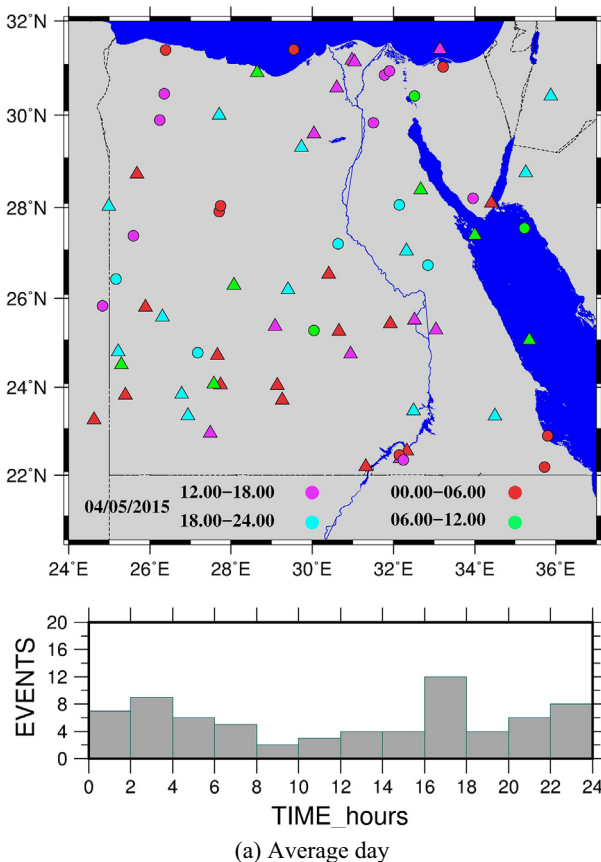 32°N
30°N
28°N
26°N
24°N
22°N
04/05/2015
12.00−18.00
00.00−06.00
18.00−24.00
06.00−12.00
24°E 26°E 28°E 30°E 32°E 34°E 36°E
20
16
12
8
4
0
EVENTS
0 2 4 6 8 10 12 14 16 18 20 22 24
TIME_hours
(a) Average day